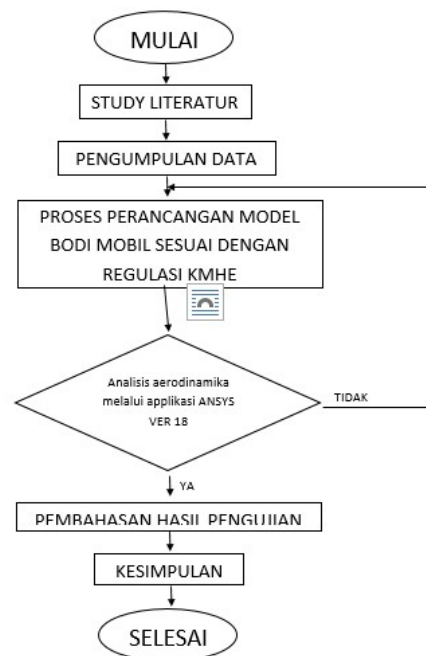 MULAI
STUDY LITERATUR
PENGUMPULAN DATA
PROSES PERANCANGAN MODEL
BODI MOBIL SESUAI DENGAN
REGULASI KMHE
Analisis aerodinamika
melalui applikasi ANSYS
VER 18
TIDAK
YA
PEMBAHASAN HASIL PENGUJIAN
KESIMPULAN
SELESAI